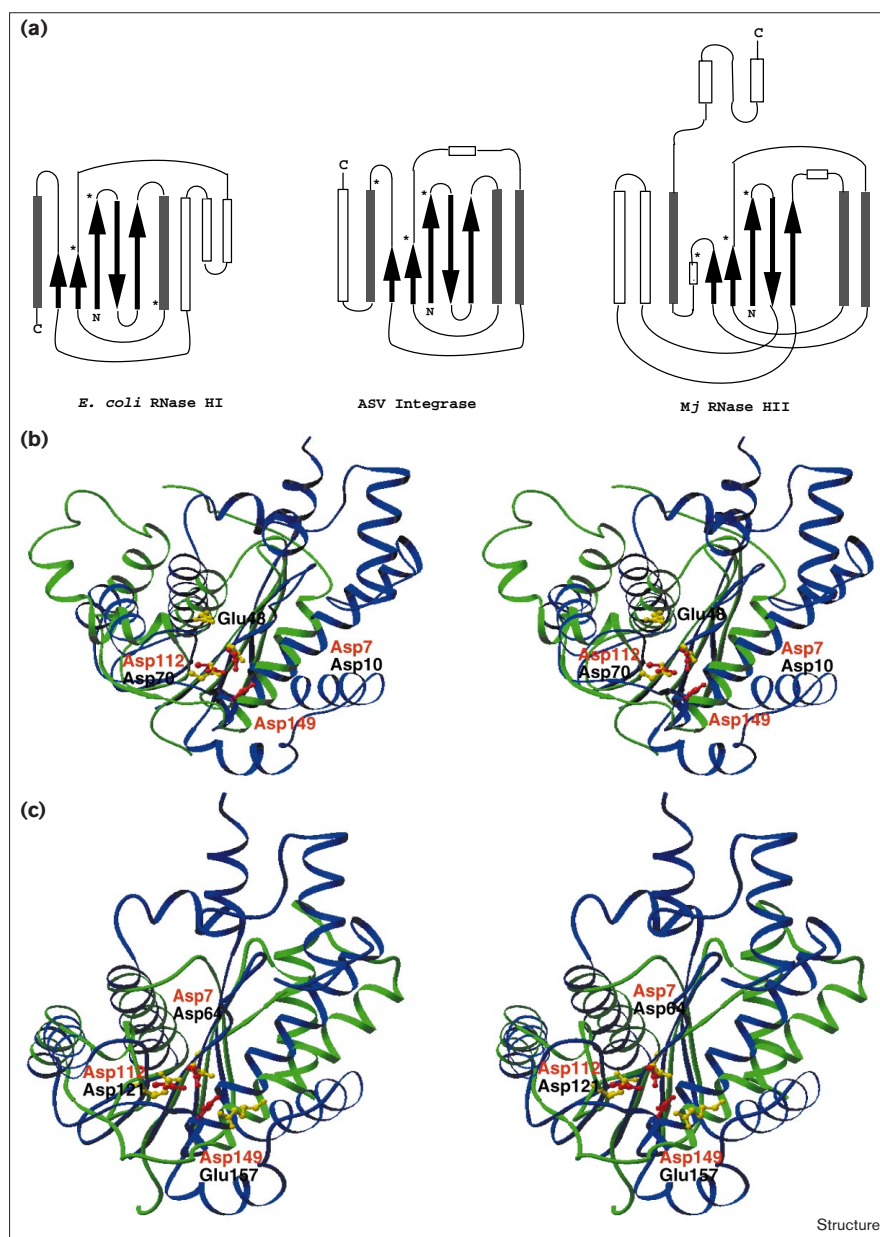 (a)
C
C
C
*
*
*
*
*
*
*
*
*
C
N
N
N
E. coli RNase HI
ASV Integrase
Mj RNase HII
(b)
Glu48
Glu48
Asp7
Asp7
Asp112
Asp10
Asp112
Asp10
Asp70
Asp70
Asp149
Asp149
(c)
Asp7
Asp7
Asp64
Asp64
Asp112
Asp112
Asp121
Asp121
Asp149
Asp149
Glu157
Glu157
Structure